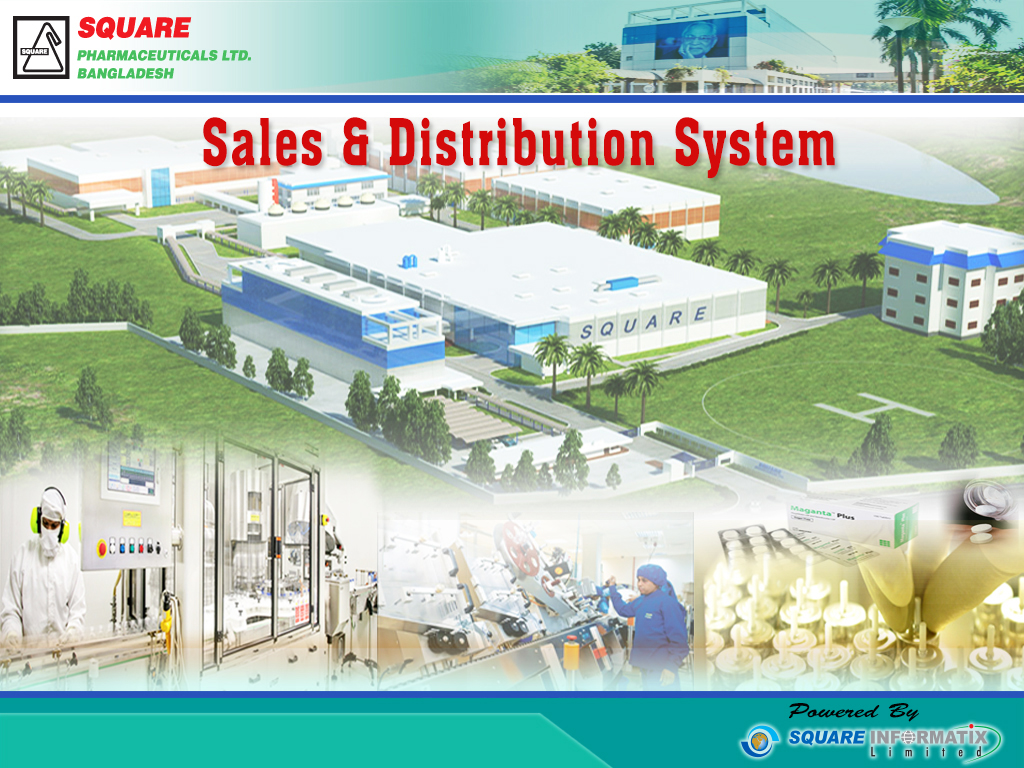 SQUARE
SQUARE
PHARMACEUTICALS LTD.
BANGLADESH
Sales & Distribution System
SQUARE
Maganta Plus
Powered By
SQUARE INFORMATIX
Limited